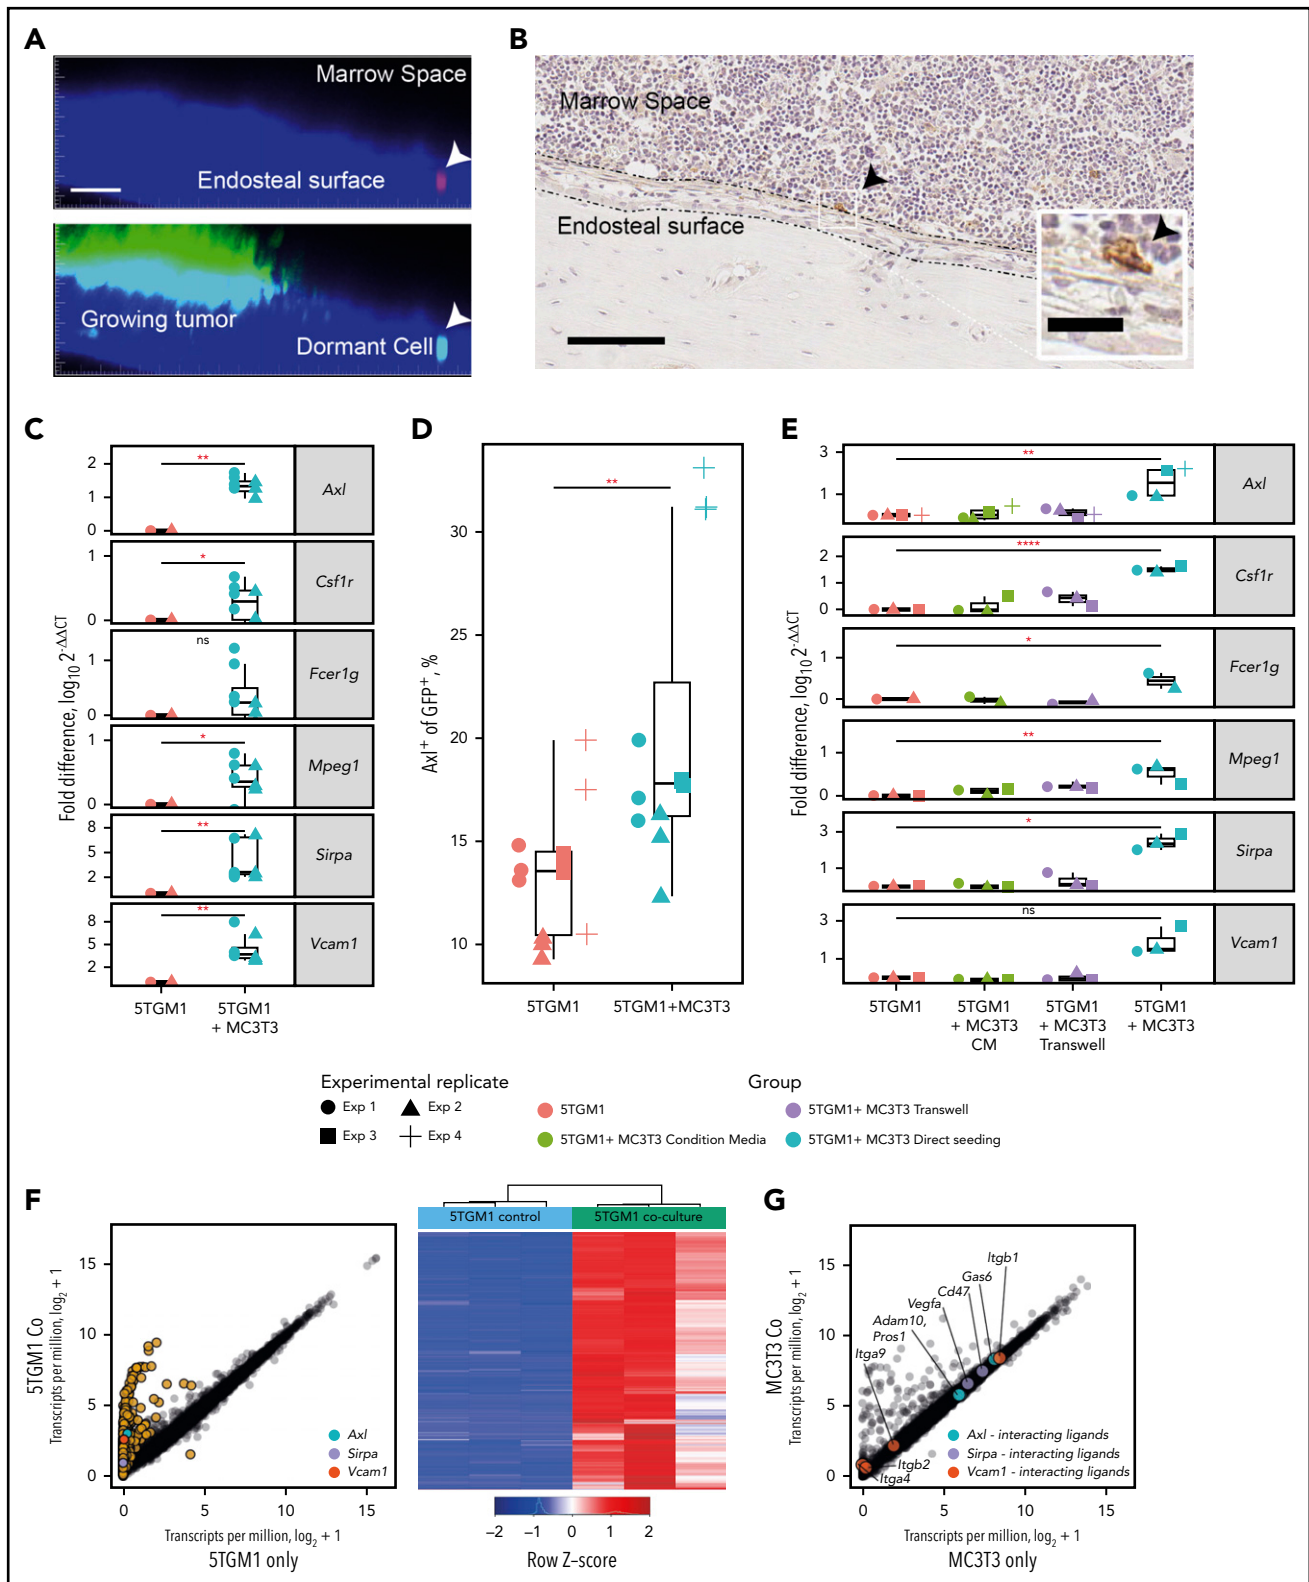 A
Marrow Space
Endosteal surface
Growing tumor
Dormant Cell
B
Marrow Space
Endosteal surface
C
Fold difference, log10 2-ΔΔCT
2
1
0
**
Axl
1
0
*
Csf1r
1
0
ns
Fcer1g
1
0
*
Mpeg1
8
5
2
**
Sirpa
8
5
2
**
Vcam1
5TGM1
5TGM1
+ MC3T3
D
Axl+ of GFP+, %
30
25
20
15
10
**
5TGM1
5TGM1+MC3T3
E
Fold difference, log10 2-ΔΔCT
3
1
**
Axl
2
1
0
****
Csf1r
1
0
*
Fcer1g
1
0
**
Mpeg1
3
1
*
Sirpa
3
1
ns
Vcam1
5TGM1
5TGM1
+ MC3T3
CM
5TGM1
+ MC3T3
Transwell
5TGM1
+ MC3T3
Experimental replicate
Exp 1
Exp 2
Exp 3
Exp 4
Group
5TGM1
5TGM1+ MC3T3 Transwell
5TGM1+ MC3T3 Condition Media
5TGM1+ MC3T3 Direct seeding
F
5TGM1 Co
Transcripts per million, log2 + 1
15
10
5
0
Axl
Sirpa
Vcam1
0 5 10 15
Transcripts per million, log2 + 1
5TGM1 only
5TGM1 control
5TGM1 co-culture
−2 −1 0 1 2
Row Z–score
G
MC3T3 Co
Transcripts per million, log2 + 1
15
10
5
0
Itgb1
Gas6
Cd47
Vegfa
Adam10,
Pros1
Itga9
Itgb2
Itga4
Axl - interacting ligands
Sirpa - interacting ligands
Vcam1 - interacting ligands
0 5 10 15
Transcripts per million, log2 + 1
MC3T3 only